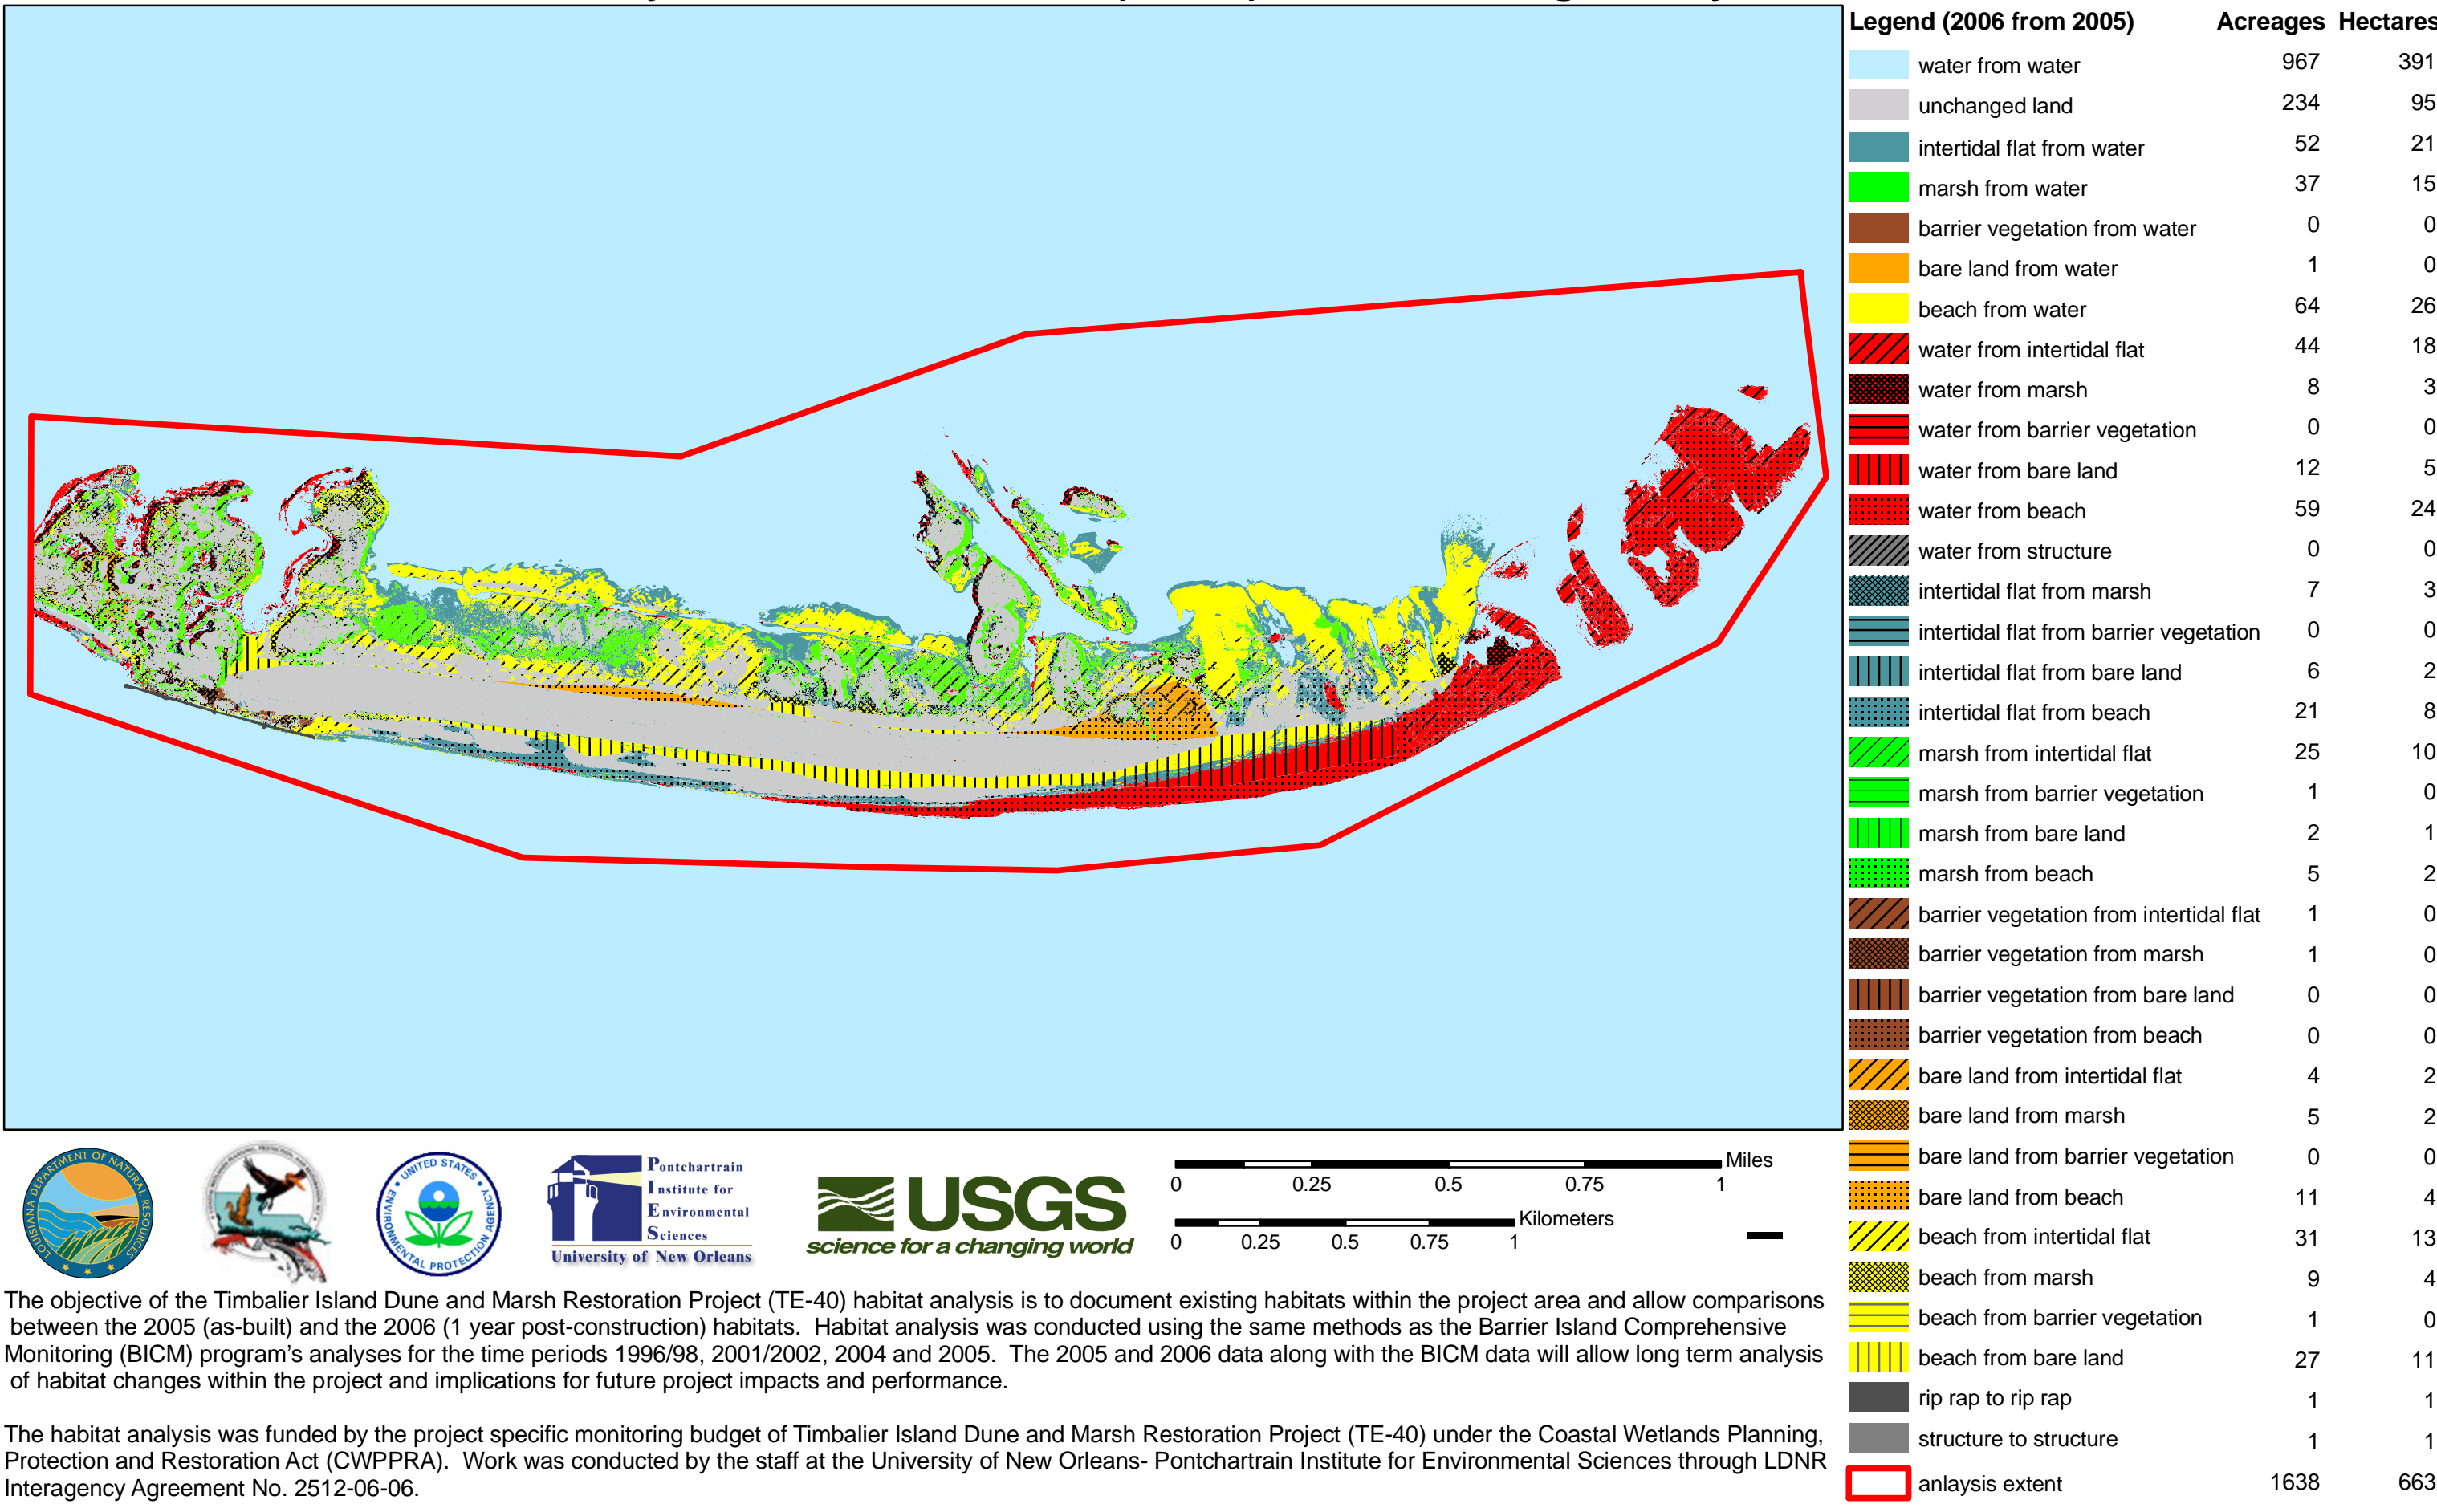 Legend (2006 from 2005) Acreages Hectares
water from water 967 391
unchanged land 234 95
intertidal flat from water 52 21
marsh from water 37 15
barrier vegetation from water 0 0
bare land from water 1 0
beach from water 64 26
water from intertidal flat 44 18
water from marsh 8 3
water from barrier vegetation 0 0
water from bare land 12 5
water from beach 59 24
water from structure 0 0
intertidal flat from marsh 7 3
intertidal flat from barrier vegetation 0 0
intertidal flat from bare land 6 2
intertidal flat from beach 21 8
marsh from intertidal flat 25 10
marsh from barrier vegetation 1 0
marsh from bare land 2 1
marsh from beach 5 2
barrier vegetation from intertidal flat 1 0
barrier vegetation from marsh 1 0
barrier vegetation from bare land 0 0
barrier vegetation from beach 0 0
bare land from intertidal flat 4 2
bare land from marsh 5 2
bare land from barrier vegetation 0 0
bare land from beach 11 4
beach from intertidal flat 31 13
beach from marsh 9 4
beach from barrier vegetation 1 0
beach from bare land 27 11
rip rap to rip rap 1 1
structure to structure 1 1
anlaysis extent 1638 663
LOUISIANA DEPARTMENT OF NATURAL RESOURCES
UNITED STATES
ENVIRONMENTAL PROTECTION AGENCY
Pontchartrain
Institute for
Environmental
Sciences
University of New Orleans
USGS
science for a changing world
Miles
0 0.25 0.5 0.75 1
Kilometers
0 0.25 0.5 0.75 1
The objective of the Timbalier Island Dune and Marsh Restoration Project (TE-40) habitat analysis is to document existing habitats within the project area and allow comparisons
between the 2005 (as-built) and the 2006 (1 year post-construction) habitats. Habitat analysis was conducted using the same methods as the Barrier Island Comprehensive
Monitoring (BICM) program's analyses for the time periods 1996/98, 2001/2002, 2004 and 2005. The 2005 and 2006 data along with the BICM data will allow long term analysis
of habitat changes within the project and implications for future project impacts and performance.
The habitat analysis was funded by the project specific monitoring budget of Timbalier Island Dune and Marsh Restoration Project (TE-40) under the Coastal Wetlands Planning,
Protection and Restoration Act (CWPPRA). Work was conducted by the staff at the University of New Orleans- Pontchartrain Institute for Environmental Sciences through LDNR
Interagency Agreement No. 2512-06-06.